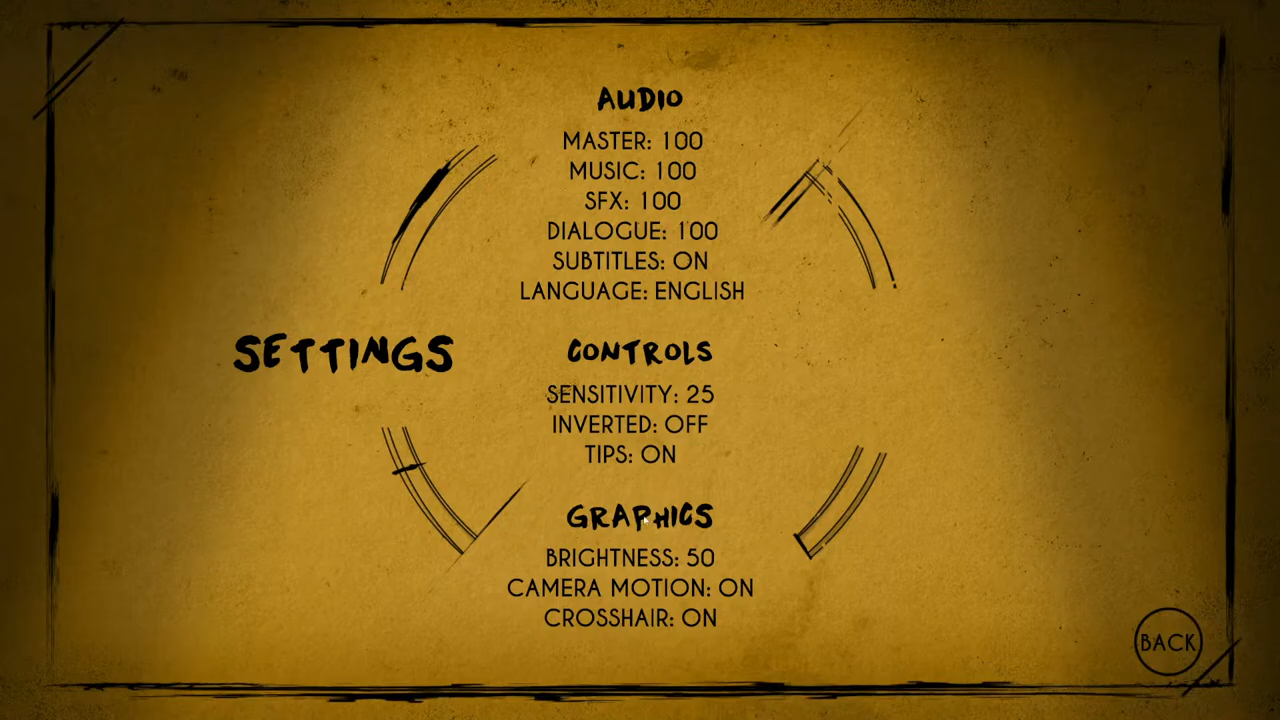 AUDIO
MASTER: 100
MUSIC: 100
SFX: 100
DIALOGUE: 100
SUBTITLES: ON
LANGUAGE: ENGLISH
SETTINGS
CONTROLS
SENSITIVITY: 25
INVERTED: OFF
TIPS: ON
GRAPHICS
BRIGHTNESS: 50
CAMERA MOTION: ON
CROSSHAIR: ON
BACK